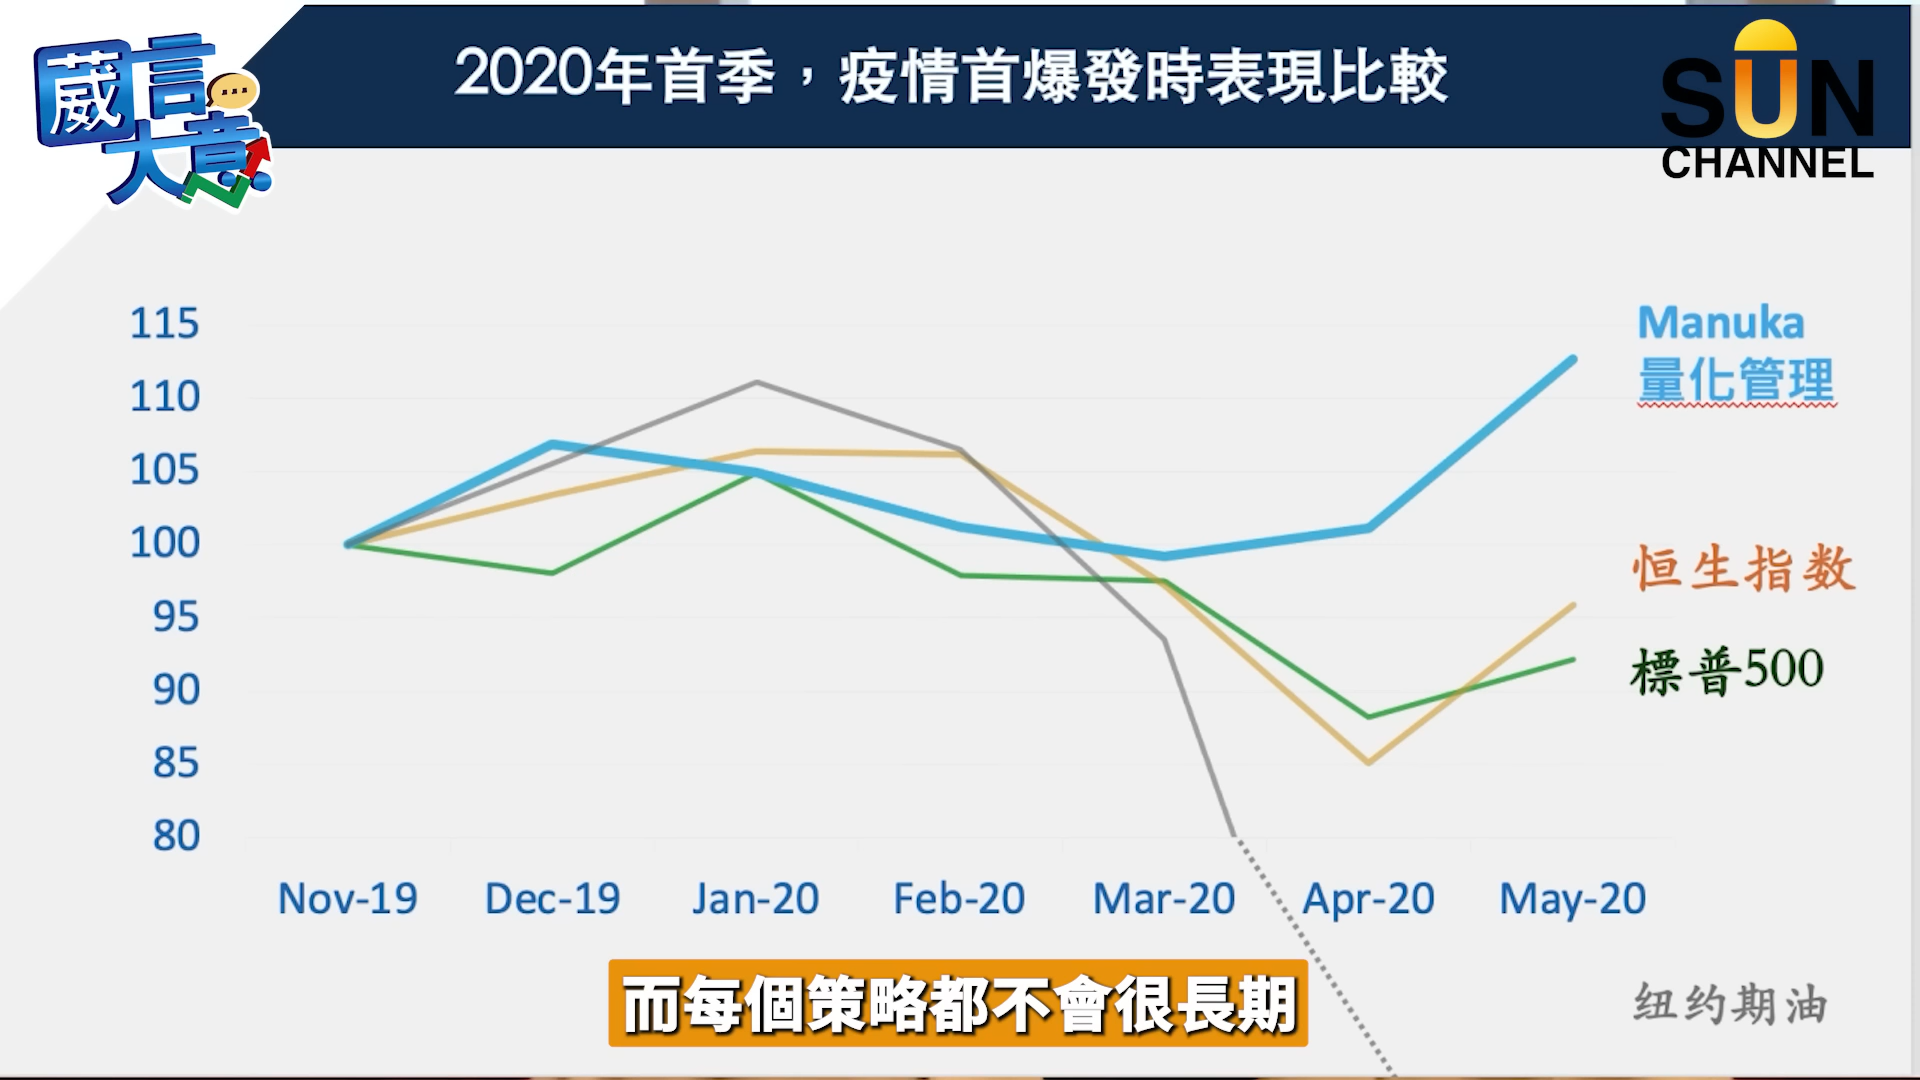 2020年首季，疫情首爆發時表現比較
葳言大意
SUN
CHANNEL
115
110
105
100
95
90
85
80
Manuka
量化管理
恒生指数
標普500
Nov-19 Dec-19 Jan-20 Feb-20 Mar-20 Apr-20 May-20
纽约期油
而每個策略都不會很長期